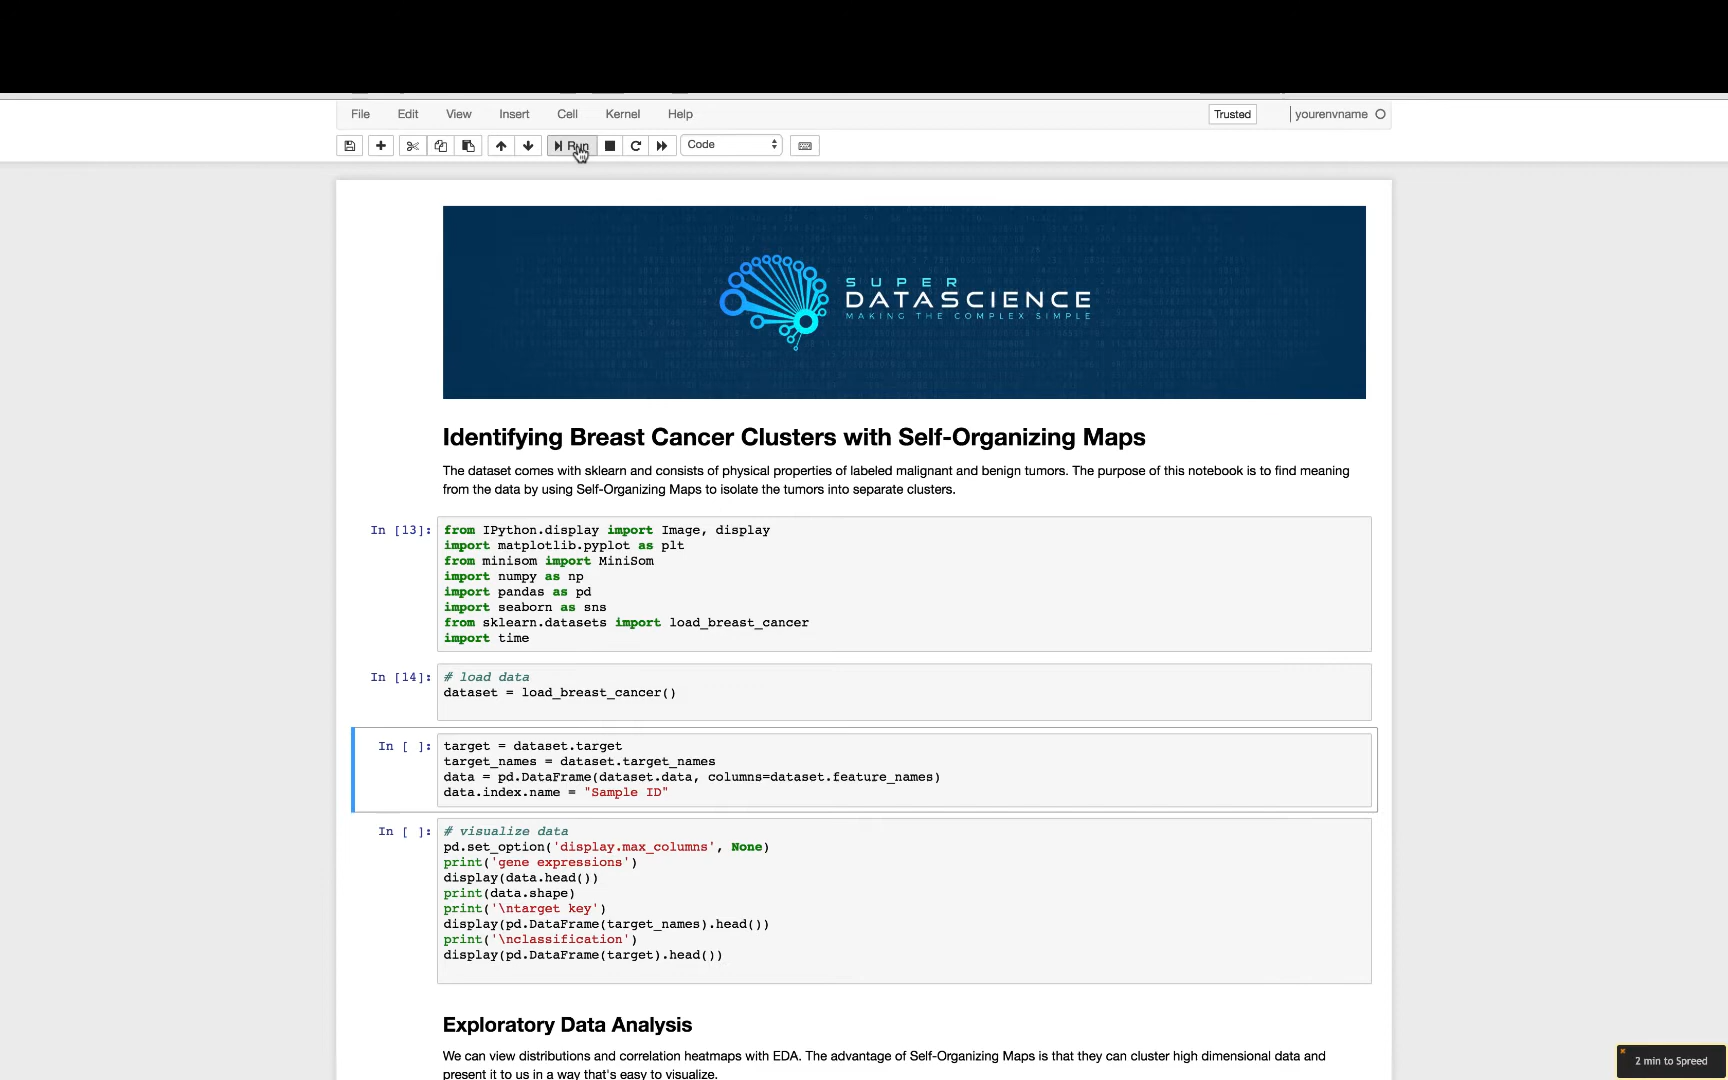 File Edit View Insert Cell Kernel Help Trusted yourenvname
Run Code
SUPER
DATASCIENCE
MAKING THE COMPLEX SIMPLE
Identifying Breast Cancer Clusters with Self-Organizing Maps
The dataset comes with sklearn and consists of physical properties of labeled malignant and benign tumors. The purpose of this notebook is to find meaning
from the data by using Self-Organizing Maps to isolate the tumors into separate clusters.
In [13]: from IPython.display import Image, display
import matplotlib.pyplot as plt
from minisom import MiniSom
import numpy as np
import pandas as pd
import seaborn as sns
from sklearn.datasets import load_breast_cancer
import time
In [14]: # load data
dataset = load_breast_cancer()
In [ ]: target = dataset.target
target_names = dataset.target_names
data = pd.DataFrame(dataset.data, columns=dataset.feature_names)
data.index.name = "Sample ID"
In [ ]: # visualize data
pd.set_option('display.max_columns', None)
print('gene expressions')
display(data.head())
print(data.shape)
print('\ntarget key')
display(pd.DataFrame(target_names).head())
print('\nclassification')
display(pd.DataFrame(target).head())
Exploratory Data Analysis
We can view distributions and correlation heatmaps with EDA. The advantage of Self-Organizing Maps is that they can cluster high dimensional data and
present it to us in a way that's easy to visualize.
2 min to Spreed